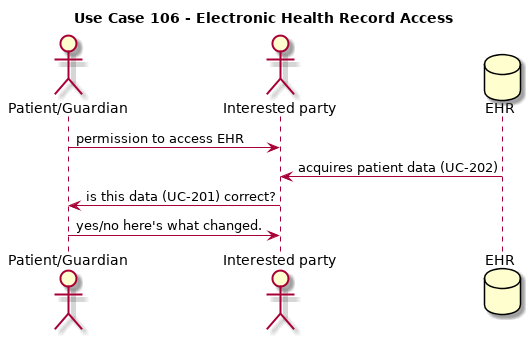 Use Case 106 - Electronic Health Record Access
Patient/Guardian
Interested party
EHR
permission to access EHR
acquires patient data (UC-202)
is this data (UC-201) correct?
yes/no here's what changed.
Patient/Guardian
Interested party
EHR